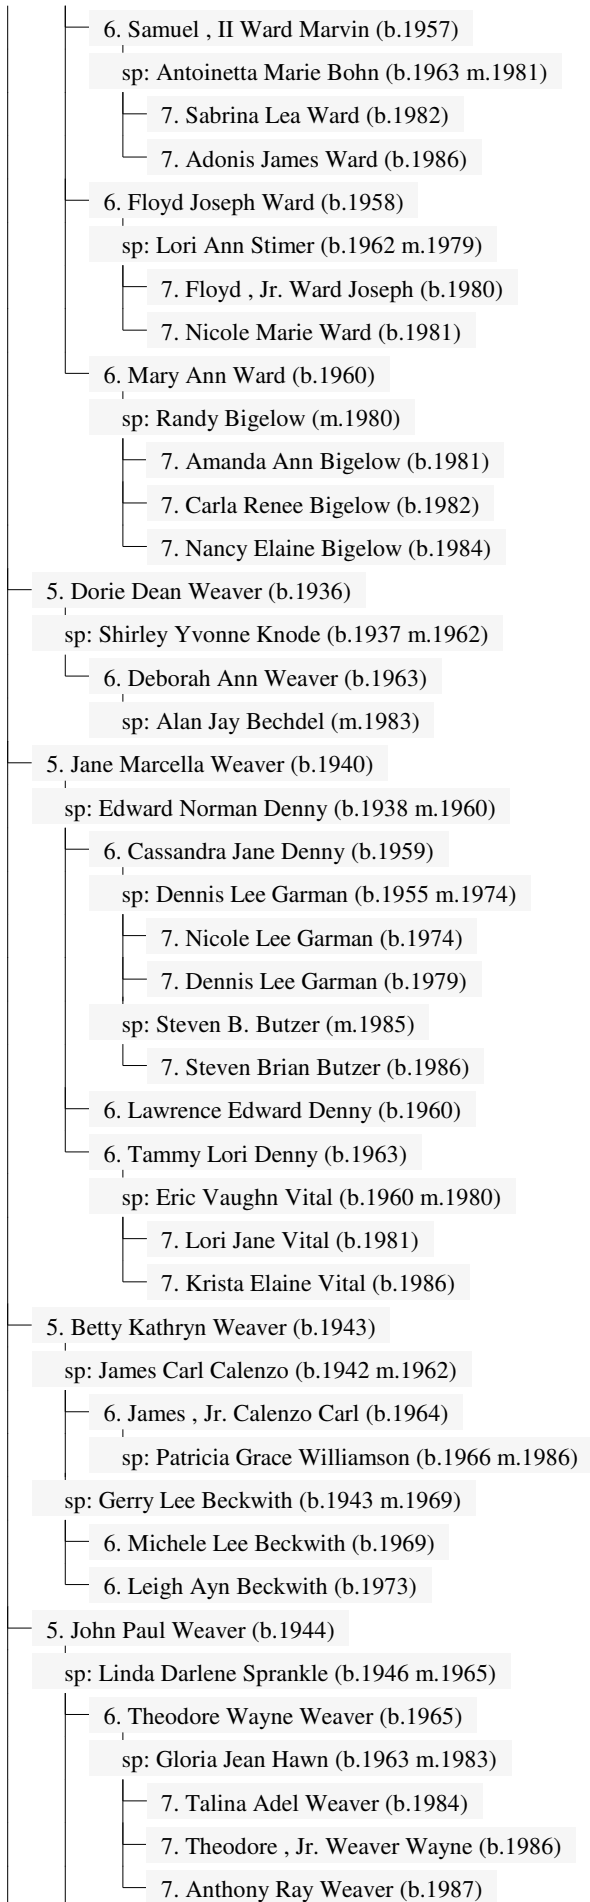 6. Samuel , II Ward Marvin (b.1957)
sp: Antoinetta Marie Bohn (b.1963 m.1981)
7. Sabrina Lea Ward (b.1982)
7. Adonis James Ward (b.1986)
6. Floyd Joseph Ward (b.1958)
sp: Lori Ann Stimer (b.1962 m.1979)
7. Floyd , Jr. Ward Joseph (b.1980)
7. Nicole Marie Ward (b.1981)
6. Mary Ann Ward (b.1960)
sp: Randy Bigelow (m.1980)
7. Amanda Ann Bigelow (b.1981)
7. Carla Renee Bigelow (b.1982)
7. Nancy Elaine Bigelow (b.1984)
5. Dorie Dean Weaver (b.1936)
sp: Shirley Yvonne Knode (b.1937 m.1962)
6. Deborah Ann Weaver (b.1963)
sp: Alan Jay Bechdel (m.1983)
5. Jane Marcella Weaver (b.1940)
sp: Edward Norman Denny (b.1938 m.1960)
6. Cassandra Jane Denny (b.1959)
sp: Dennis Lee Garman (b.1955 m.1974)
7. Nicole Lee Garman (b.1974)
7. Dennis Lee Garman (b.1979)
sp: Steven B. Butzer (m.1985)
7. Steven Brian Butzer (b.1986)
6. Lawrence Edward Denny (b.1960)
6. Tammy Lori Denny (b.1963)
sp: Eric Vaughn Vital (b.1960 m.1980)
7. Lori Jane Vital (b.1981)
7. Krista Elaine Vital (b.1986)
5. Betty Kathryn Weaver (b.1943)
sp: James Carl Calenzo (b.1942 m.1962)
6. James , Jr. Calenzo Carl (b.1964)
sp: Patricia Grace Williamson (b.1966 m.1986)
sp: Gerry Lee Beckwith (b.1943 m.1969)
6. Michele Lee Beckwith (b.1969)
6. Leigh Ayn Beckwith (b.1973)
5. John Paul Weaver (b.1944)
sp: Linda Darlene Sprankle (b.1946 m.1965)
6. Theodore Wayne Weaver (b.1965)
sp: Gloria Jean Hawn (b.1963 m.1983)
7. Talina Adel Weaver (b.1984)
7. Theodore , Jr. Weaver Wayne (b.1986)
7. Anthony Ray Weaver (b.1987)